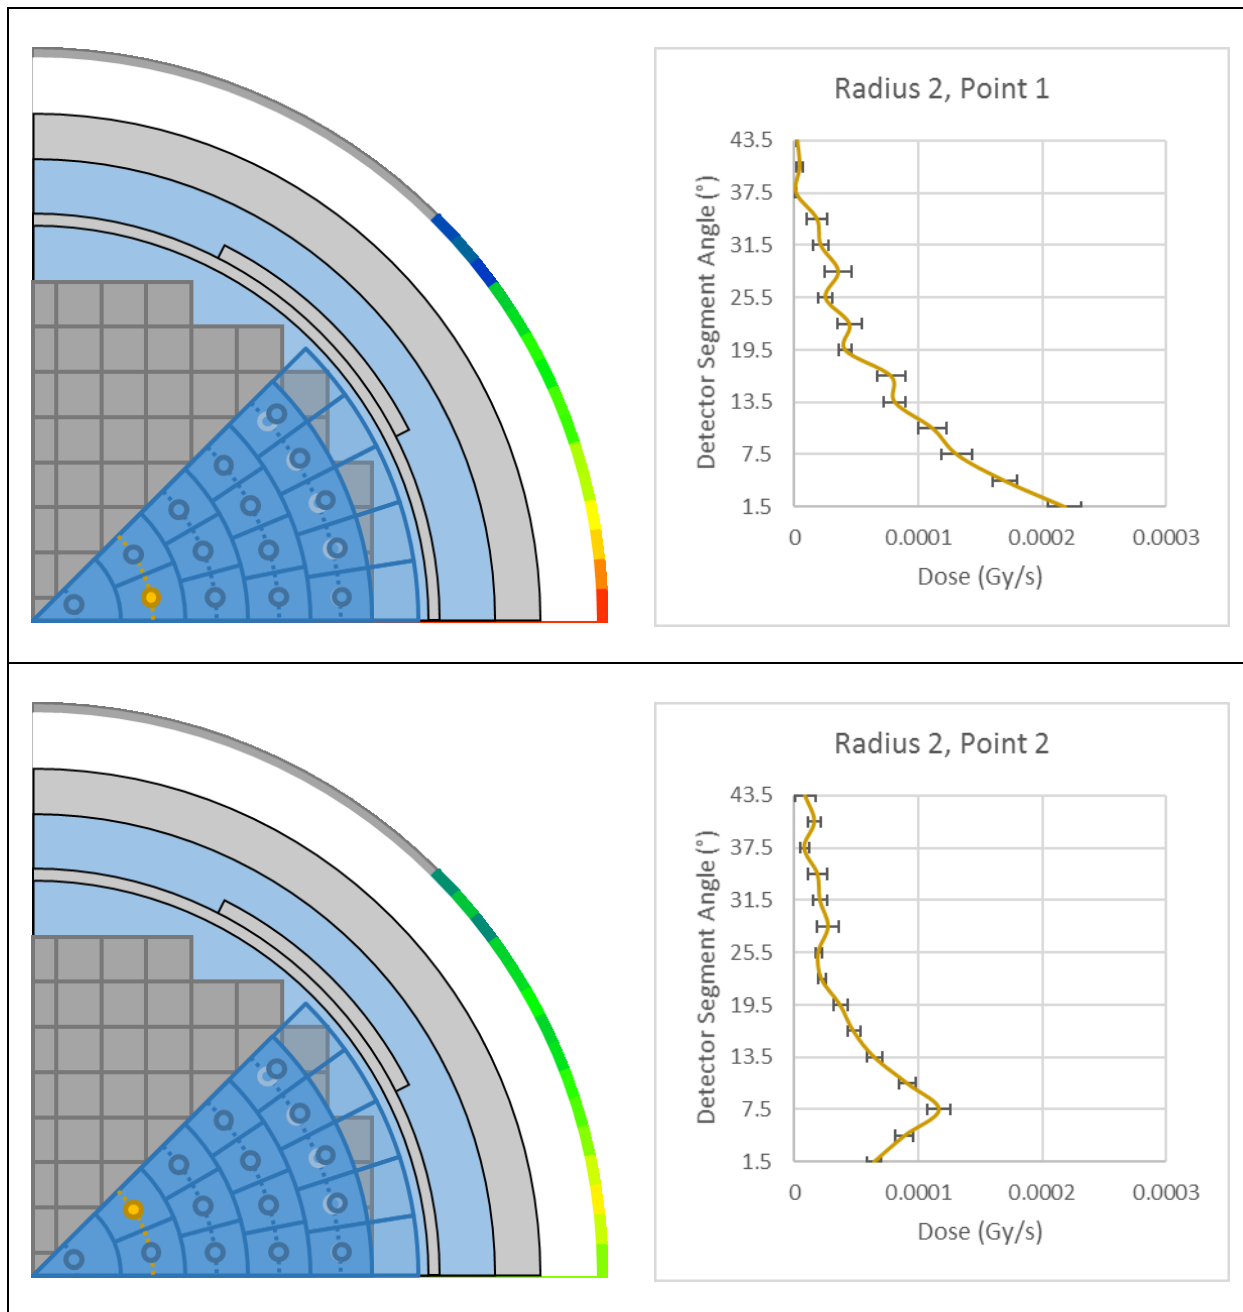 Radius 2, Point 1
Detector Segment Angle (°)
43.5
37.5
31.5
25.5
19.5
13.5
7.5
1.5
0 0.0001 0.0002 0.0003
Dose (Gy/s)
Radius 2, Point 2
Detector Segment Angle (°)
43.5
37.5
31.5
25.5
19.5
13.5
7.5
1.5
0 0.0001 0.0002 0.0003
Dose (Gy/s)